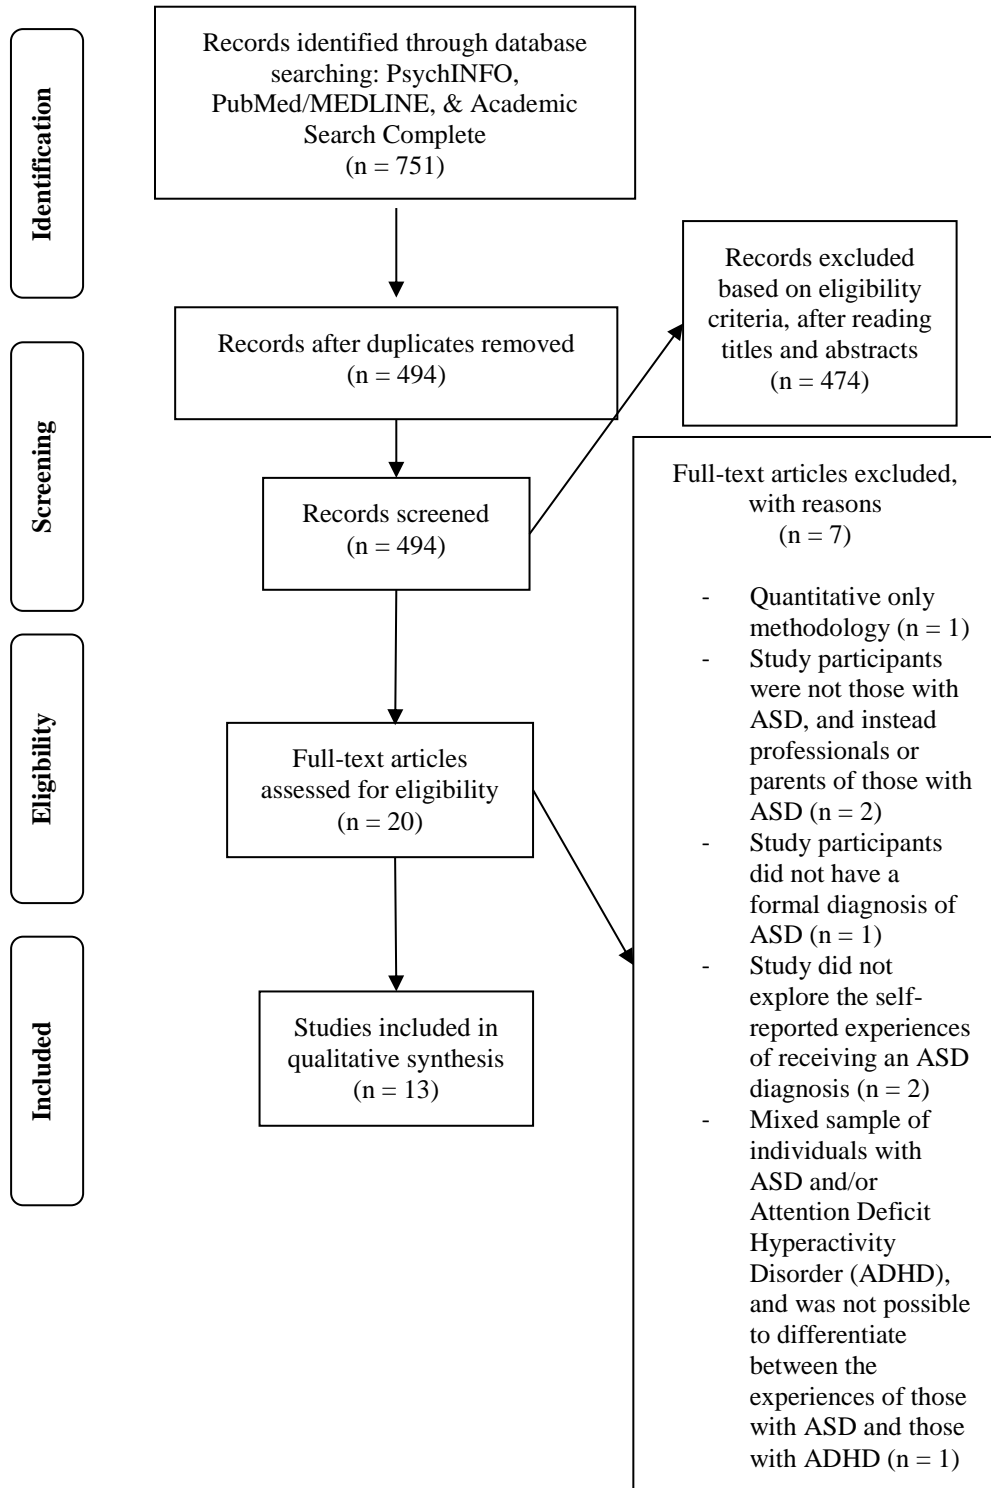 Identification
Records identified through database
searching: PsychINFO,
PubMed/MEDLINE, & Academic
Search Complete
(n = 751)
Records excluded
based on eligibility
criteria, after reading
titles and abstracts
(n = 474)
Records after duplicates removed
(n = 494)
Screening
Records screened
(n = 494)
Full-text articles excluded,
with reasons
(n = 7)
- Quantitative only
methodology (n = 1)
- Study participants
were not those with
ASD, and instead
professionals or
parents of those with
ASD (n = 2)
- Study participants
did not have a
formal diagnosis of
ASD (n = 1)
- Study did not
explore the self-
reported experiences
of receiving an ASD
diagnosis (n = 2)
- Mixed sample of
individuals with
ASD and/or
Attention Deficit
Hyperactivity
Disorder (ADHD),
and was not possible
to differentiate
between the
experiences of those
with ASD and those
with ADHD (n = 1)
Eligibility
Full-text articles
assessed for eligibility
(n = 20)
Included
Studies included in
qualitative synthesis
(n = 13)